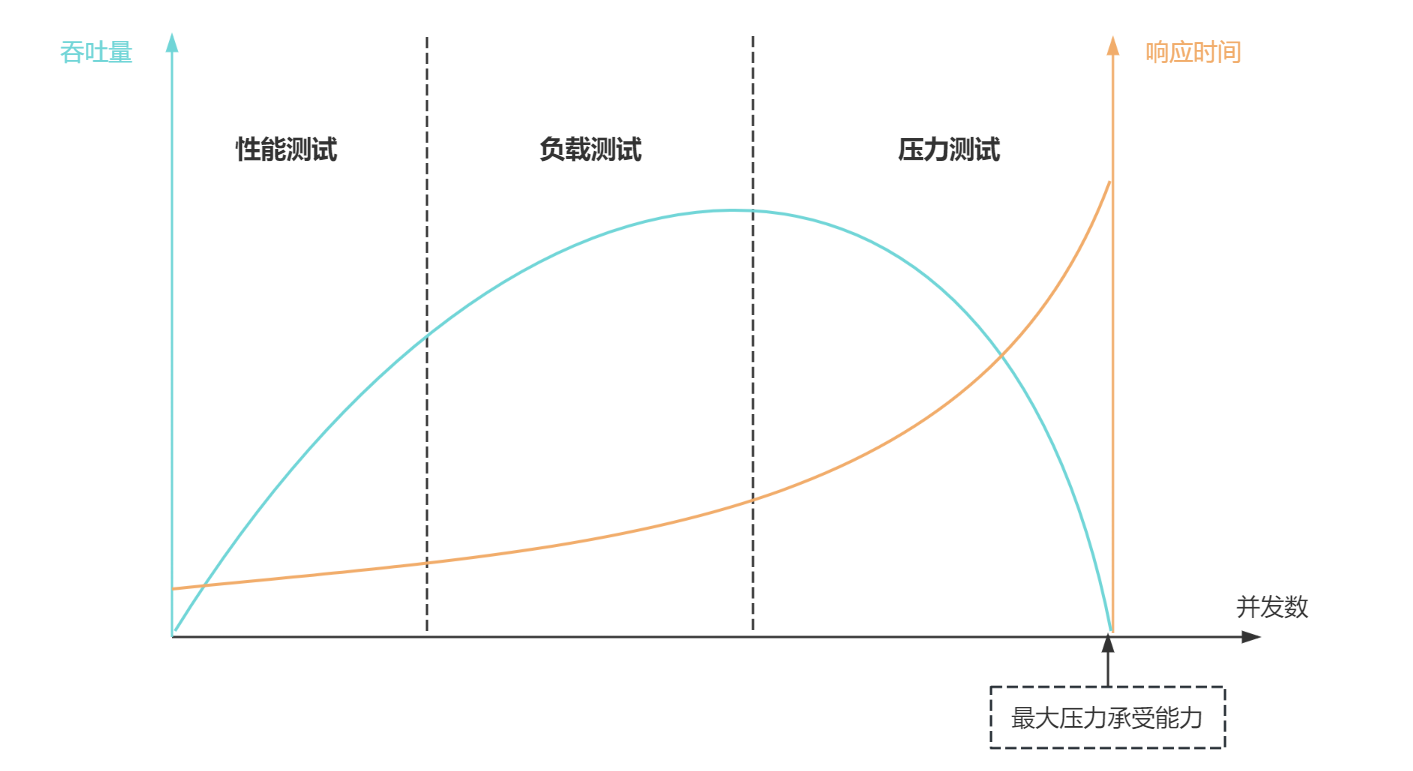 吞吐量
响应时间
性能测试
负载测试
压力测试
并发数
最大压力承受能力